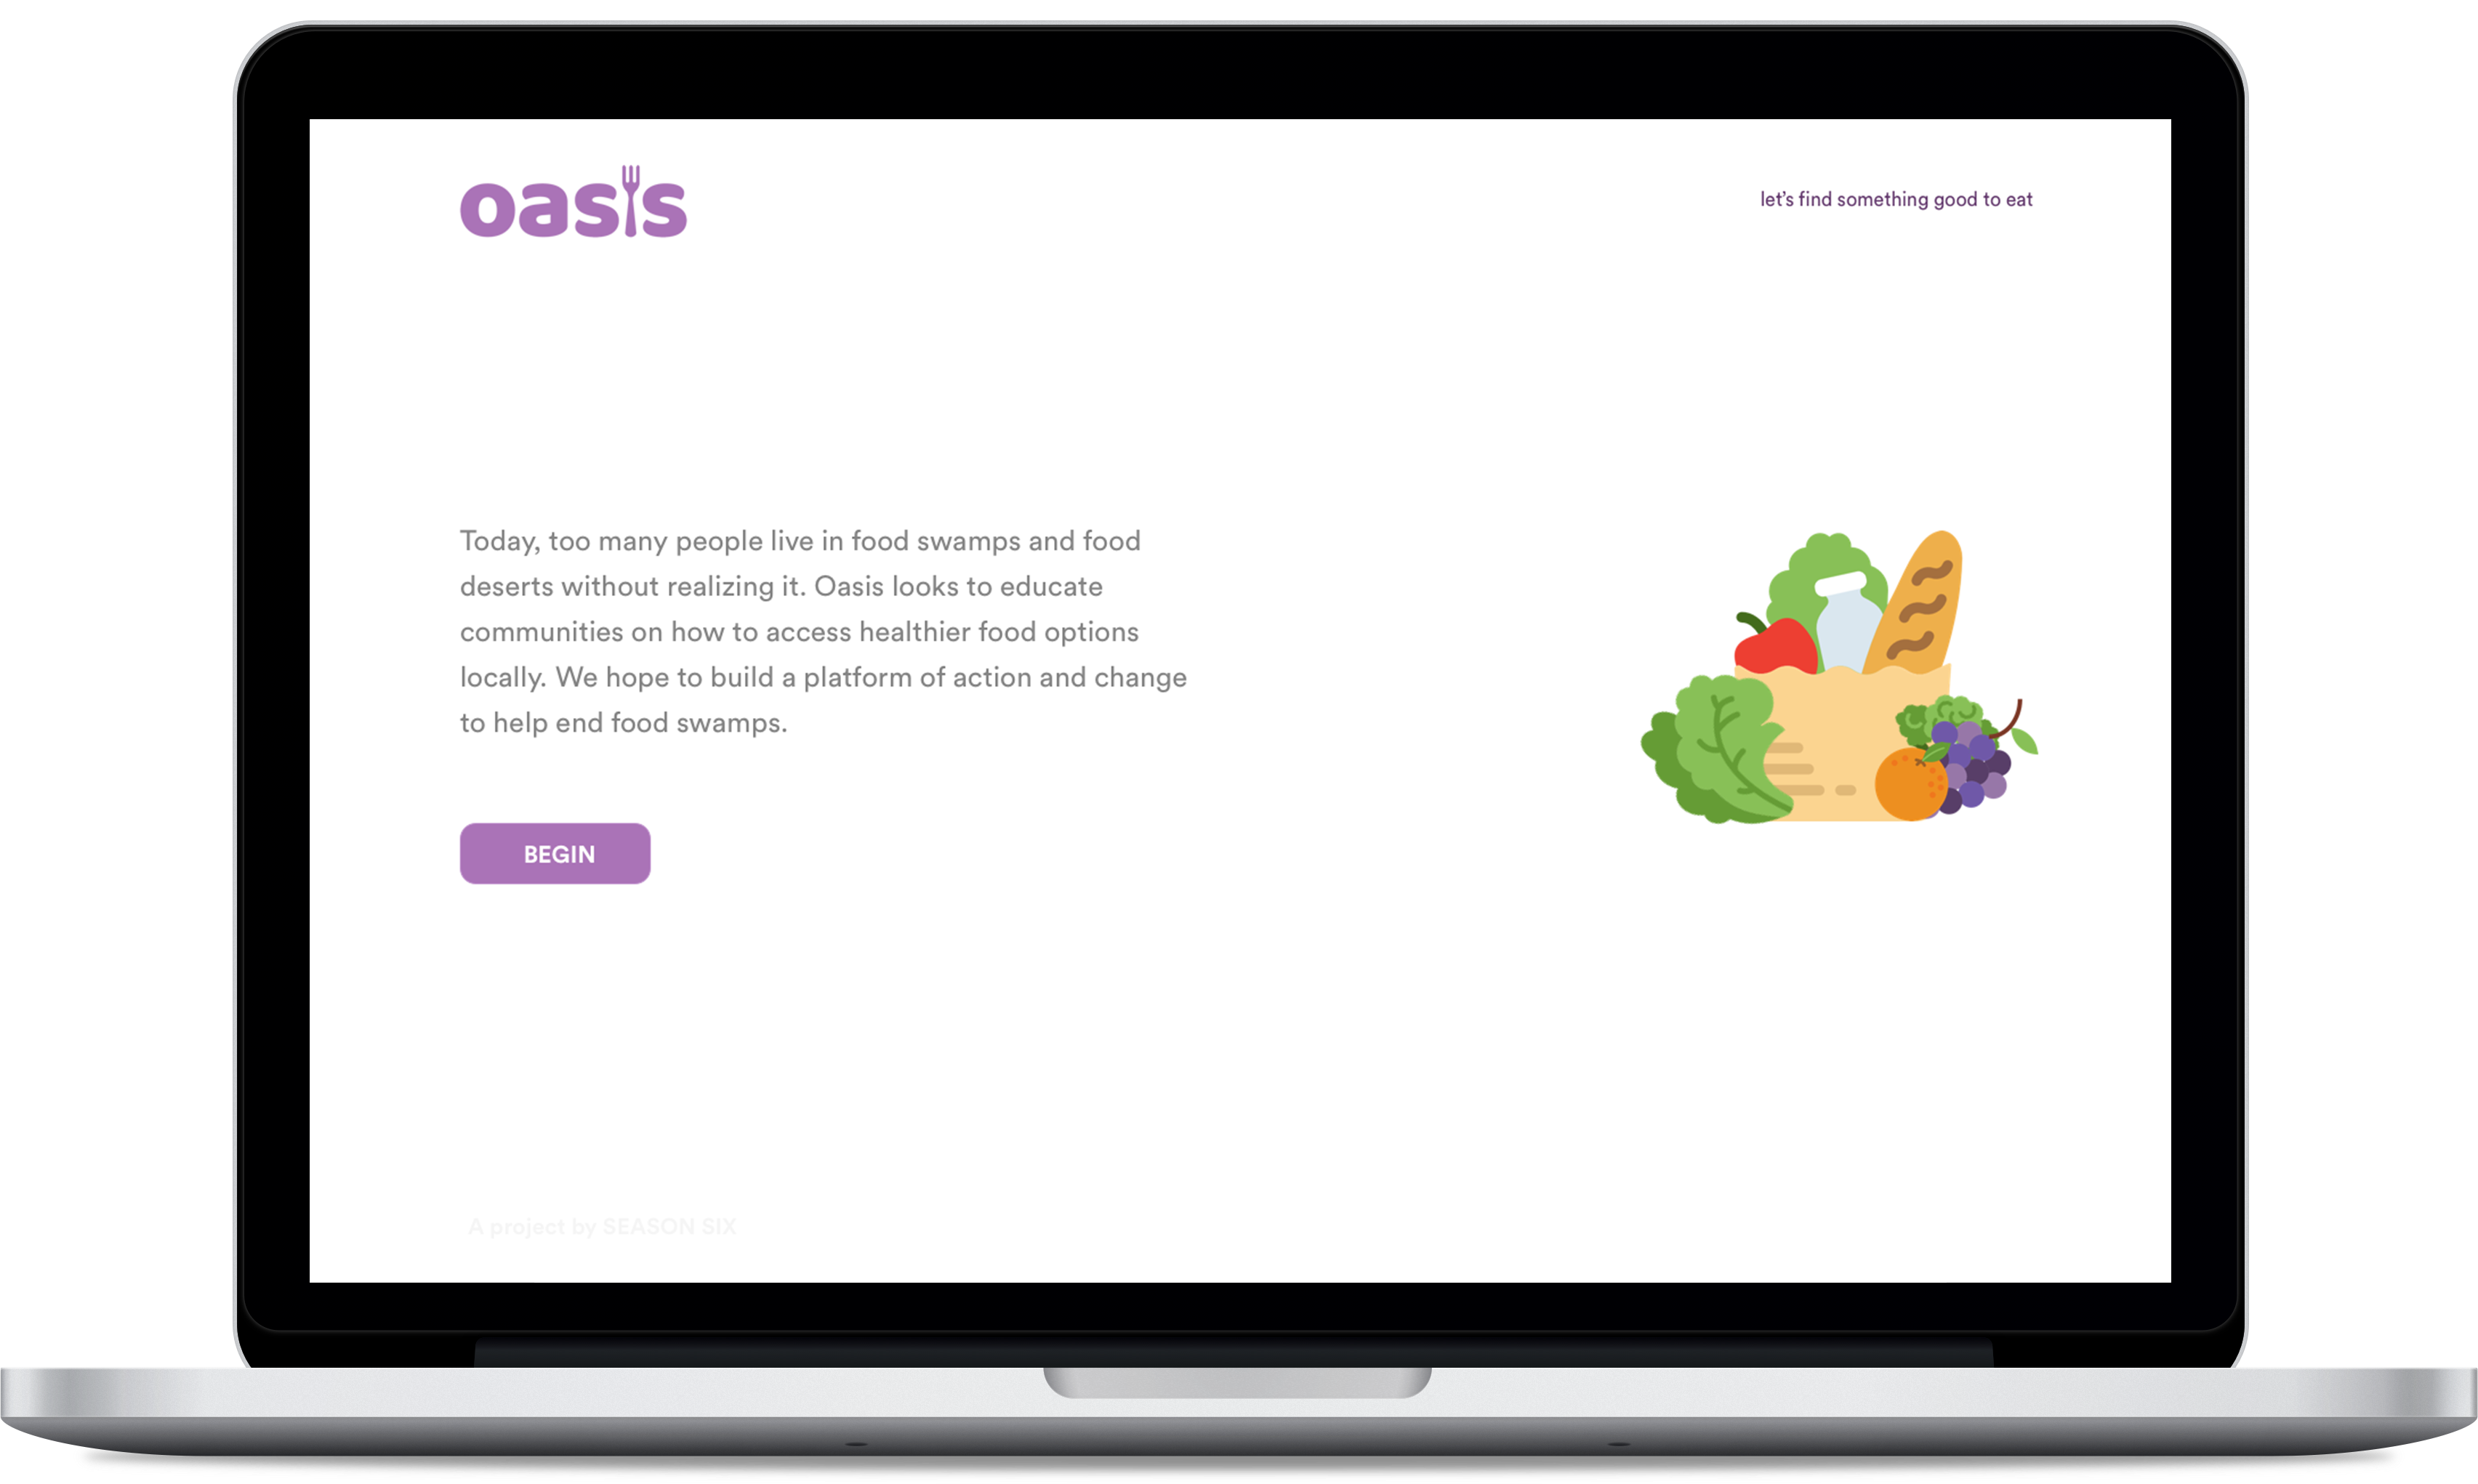 oasis
let's find something good to eat
Today, too many people live in food swamps and food
deserts without realizing it. Oasis looks to educate
communities on how to access healthier food options
locally. We hope to build a platform of action and change
to help end food swamps.
BEGIN
A project by SEASON SIX